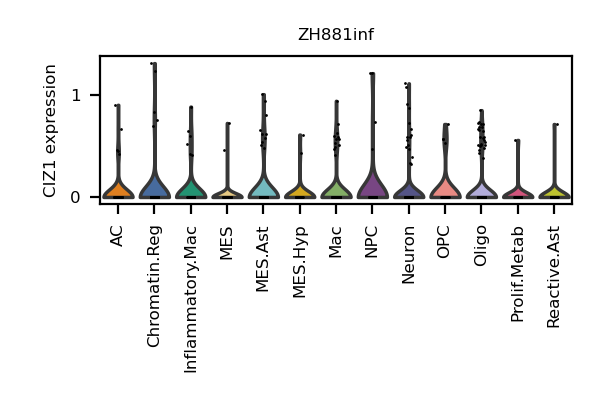 ZH881inf
CIZ1 expression
1
0
AC
Chromatin.Reg
Inflammatory.Mac
MES
MES.Ast
MES.Hyp
Mac
NPC
Neuron
OPC
Oligo
Prolif.Metab
Reactive.Ast